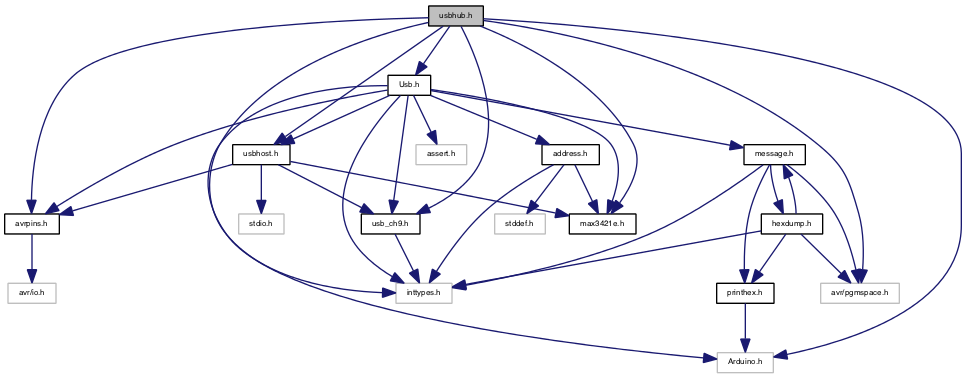 usbhub.h
Usb.h
usbhost.h
assert.h
address.h
message.h
avrpins.h
stdio.h
usb_ch9.h
stddef.h
max3421e.h
hexdump.h
avr/io.h
inttypes.h
printhex.h
avr/pgmspace.h
Arduino.h